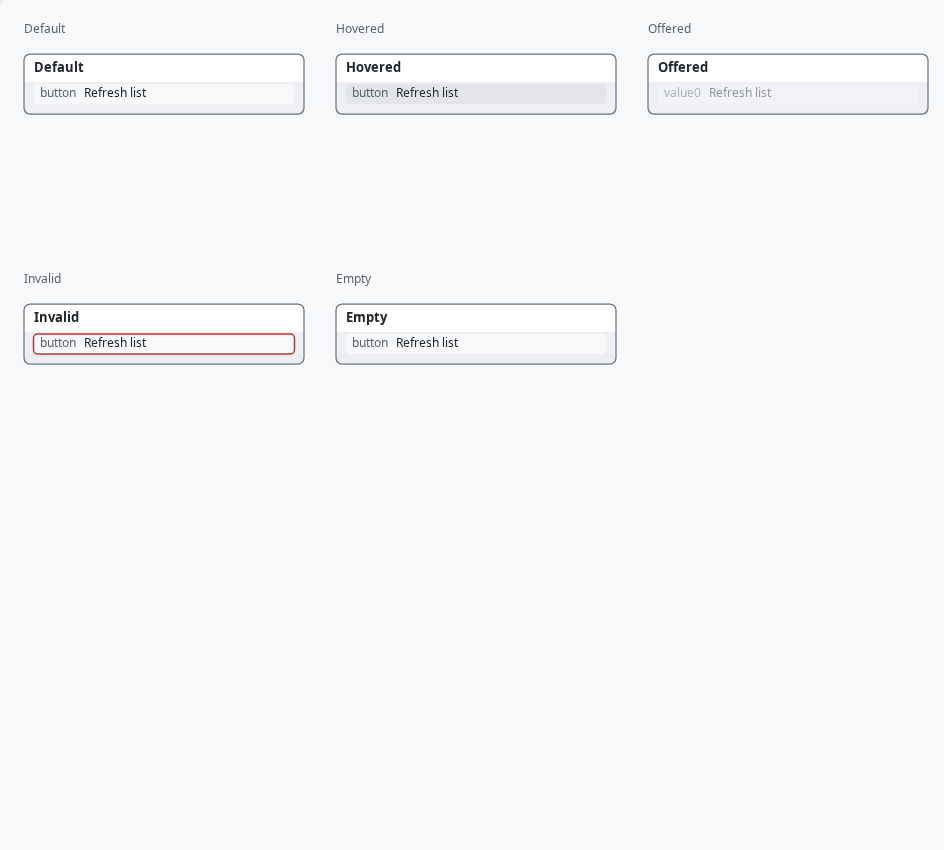 Default
Hovered
Offered
Default
Hovered
Offered
button Refresh list
button Refresh list
value0 Refresh list
Invalid
Empty
Invalid
Empty
button Refresh list
button Refresh list